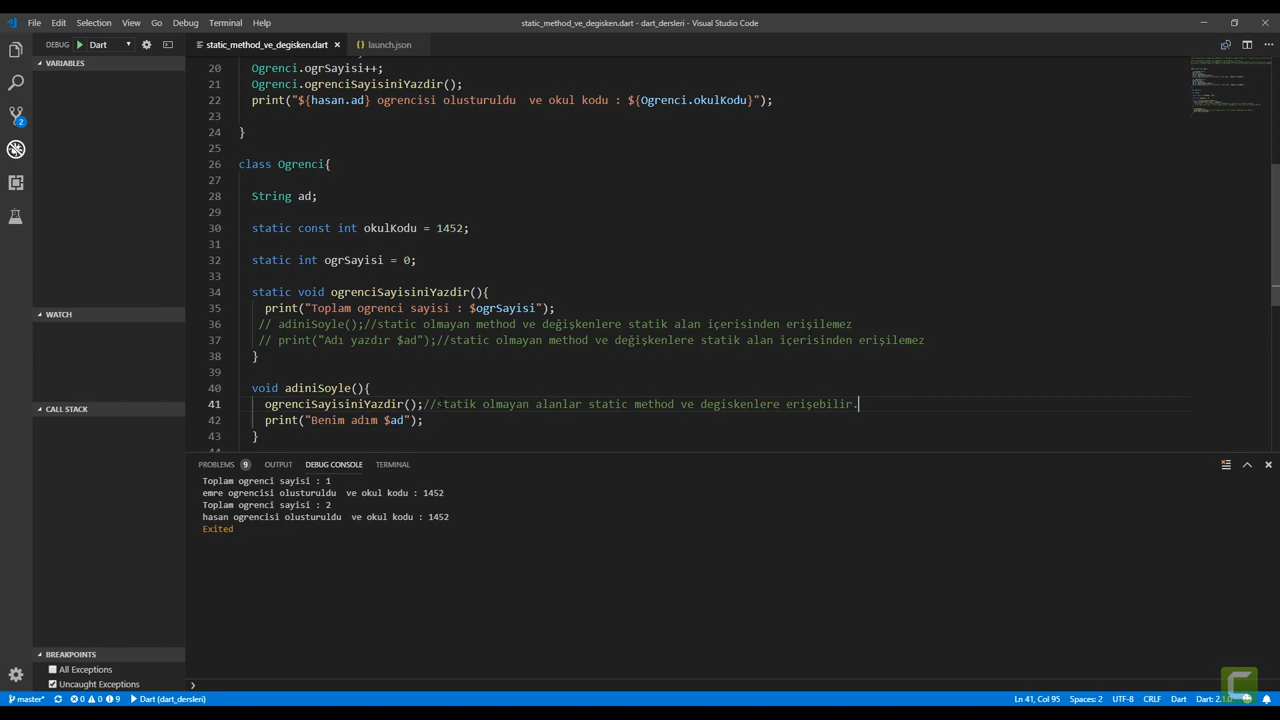 File Edit Selection View Go Debug Terminal Help
static_method_ve_degisken.dart - dart_dersleri - Visual Studio Code
DEBUG Dart
static_method_ve_degisken.dart × launch.json
VARIABLES
WATCH
CALL STACK
BREAKPOINTS
All Exceptions
Uncaught Exceptions
20 Ogrenci.ogrSayisi++;
21 Ogrenci.ogrenciSayisiniYazdir();
22 print("${hasan.ad} ogrencisi olusturuldu  ve okul kodu : ${Ogrenci.okulKodu}");
23
24 }
25
26 class Ogrenci{
27
28 String ad;
29
30 static const int okulKodu = 1452;
31
32 static int ogrSayisi = 0;
33
34 static void ogrenciSayisiniYazdir(){
35 print("Toplam ogrenci sayisi : $ogrSayisi");
36 // adiniSoyle();//static olmayan method ve değişkenlere statik alan içerisinden erişilemez
37 // print("Adı yazdır $ad");//static olmayan method ve değişkenlere statik alan içerisinden erişilemez
38 }
39
40 void adiniSoyle(){
41 ogrenciSayisiniYazdir();//statik olmayan alanlar static method ve degiskenlere erişebilir.
42 print("Benim adım $ad");
43 }
PROBLEMS 9 OUTPUT DEBUG CONSOLE TERMINAL
Toplam ogrenci sayisi : 1
emre ogrencisi olusturuldu  ve okul kodu : 1452
Toplam ogrenci sayisi : 2
hasan ogrencisi olusturuldu  ve okul kodu : 1452
Exited
master* 0 0 9 Dart (dart_dersleri) Ln 41, Col 95 Spaces: 2 UTF-8 CRLF Dart Dart: 2.1.0